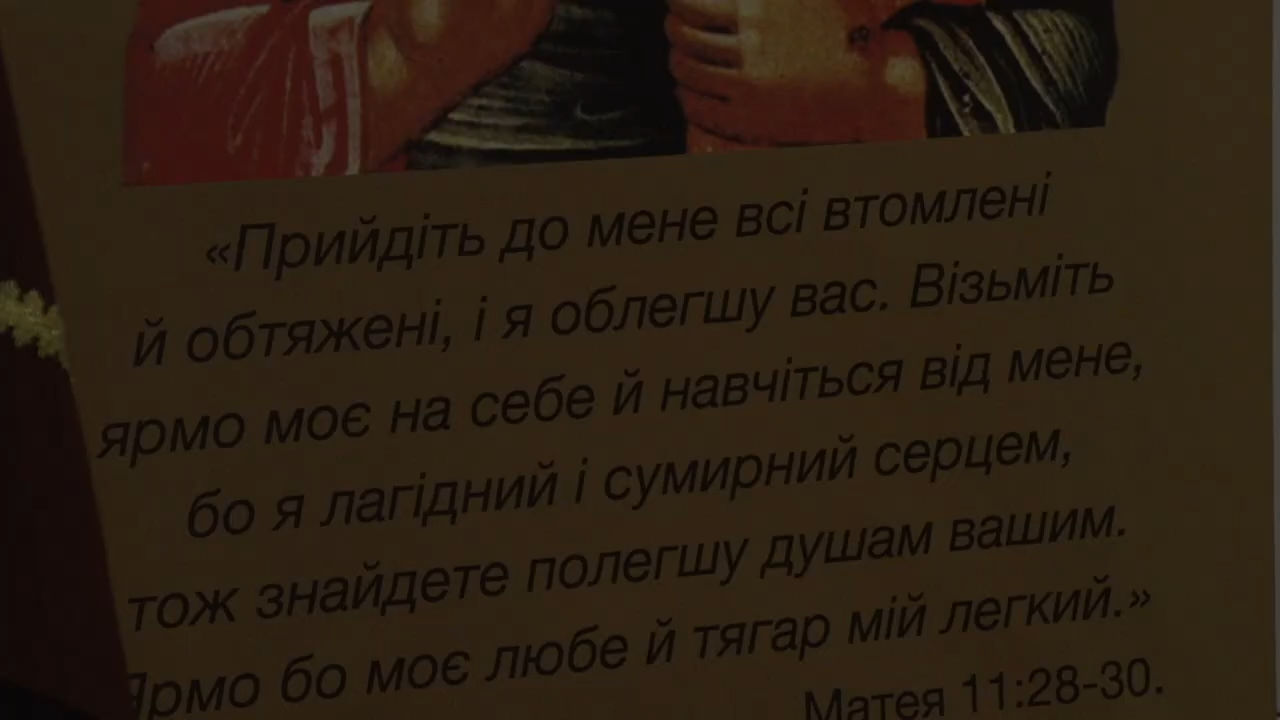 «Прийдіть до мене всі втомлені
й обтяжені, і я облегшу вас. Візьміть
ярмо моє на себе й навчіться від мене,
бо я лагідний і сумирний серцем,
тож знайдете полегшу душам вашим.
Ярмо бо моє любе й тягар мій легкий.»
Матея 11:28-30.